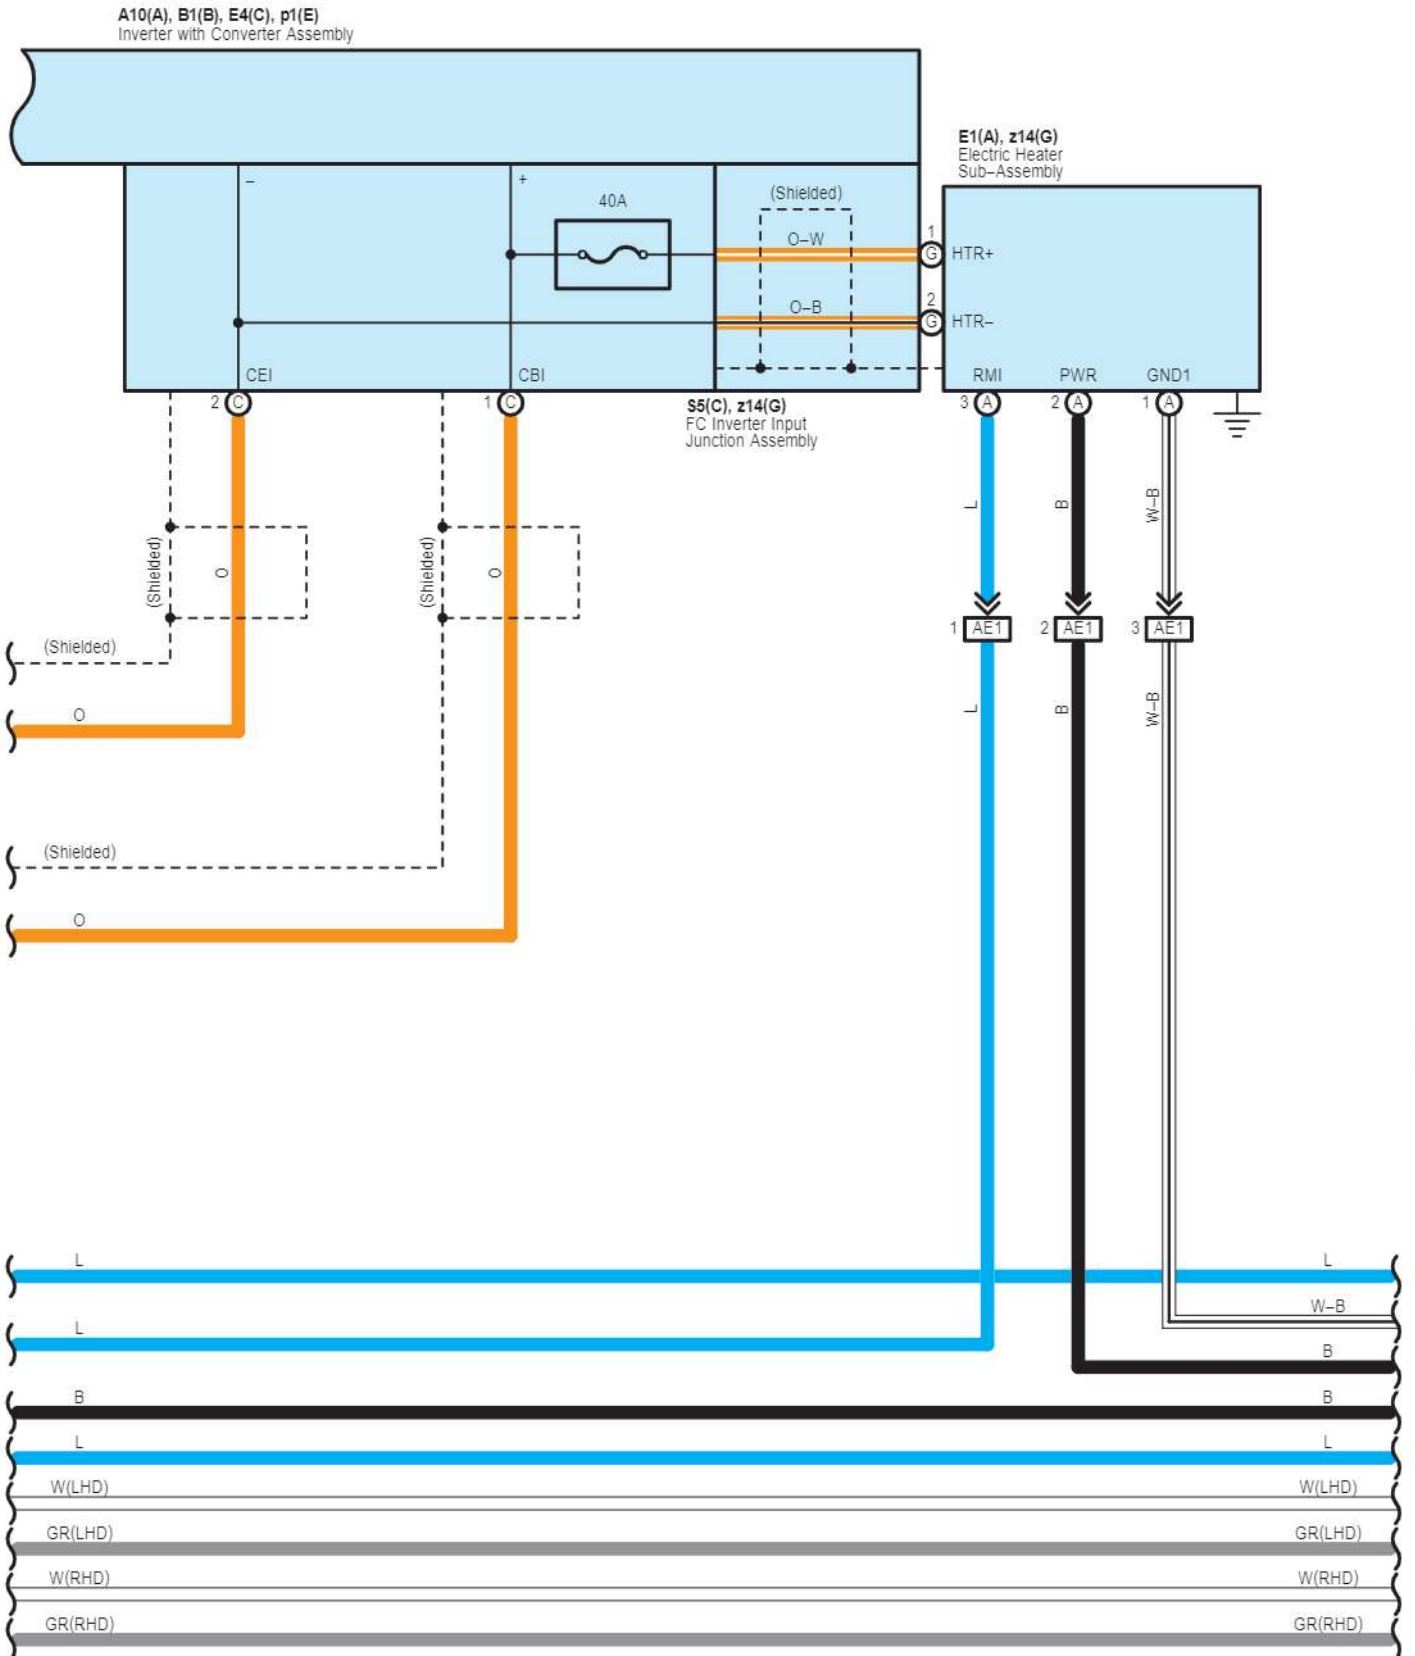 A10(A), B1(B), E4(C), p1(E)
Inverter with Converter Assembly
E1(A), z14(G)
Electric Heater
Sub–Assembly
–
+
40A
(Shielded)
O–W
1
G
HTR+
O–B
2
G
HTR–
CEI
CBI
RMI
PWR
GND1
2 C
1 C
S5(C), z14(G)
FC Inverter Input
Junction Assembly
3 A
2 A
1 A
L
B
W–B
(Shielded)
O
(Shielded)
O
1 AE1
2 AE1
3 AE1
(Shielded)
L
B
W–B
O
(Shielded)
O
L
L
W–B
L
B
B
B
L
L
W(LHD)
W(LHD)
GR(LHD)
GR(LHD)
W(RHD)
W(RHD)
GR(RHD)
GR(RHD)